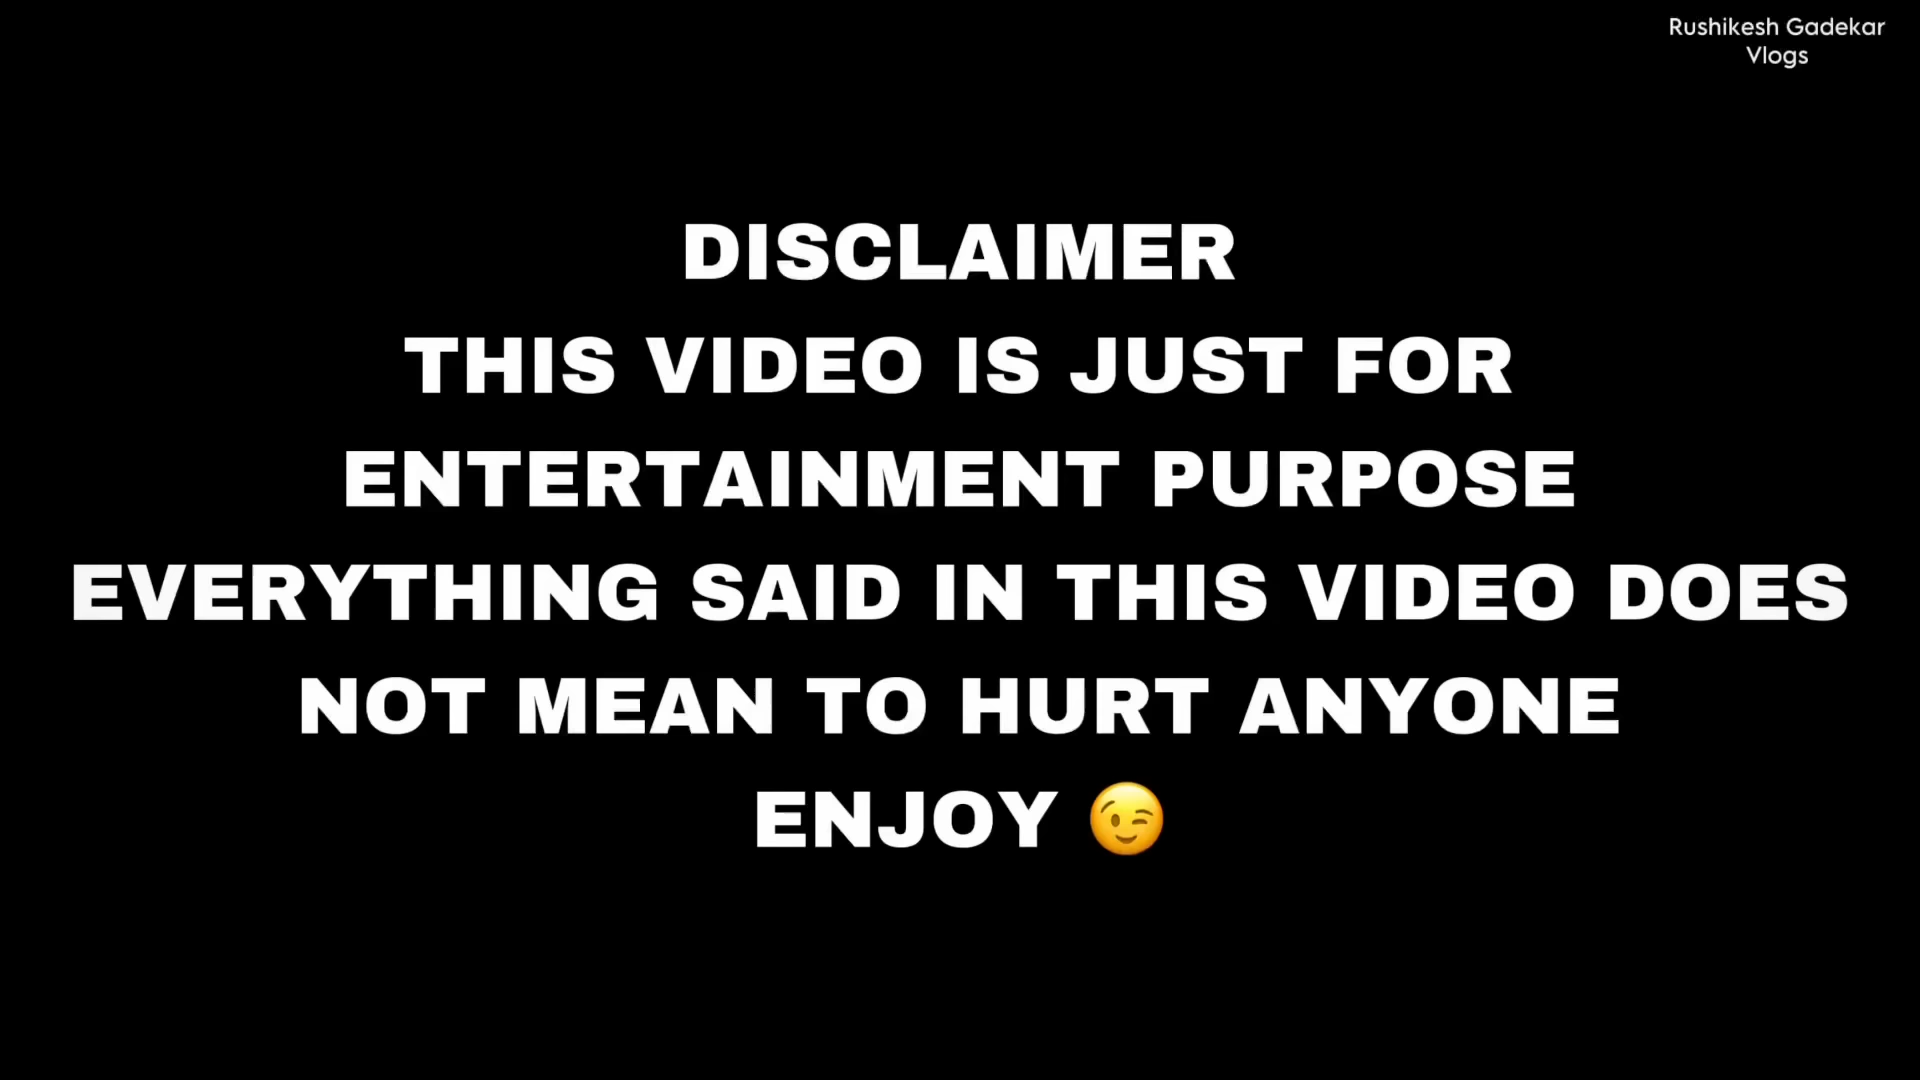 Rushikesh Gadekar
Vlogs
DISCLAIMER
THIS VIDEO IS JUST FOR
ENTERTAINMENT PURPOSE
EVERYTHING SAID IN THIS VIDEO DOES
NOT MEAN TO HURT ANYONE
ENJOY 😉